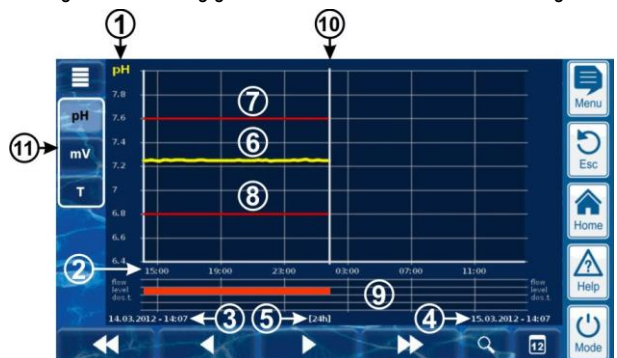 1
10
pH
7.8
7.6
7.4
7.2
7
6.8
6.6
6.4
7
6
8
11
pH
mV
T
2
15:00
19:00
23:00
03:00
07:00
11:00
flow
level
dos.t.
9
flow
level
dos.t.
14.03.2012 - 14:07
3
5
[24h]
4
15.03.2012 - 14:07
12
Menu
Esc
Home
?
Help
Mode